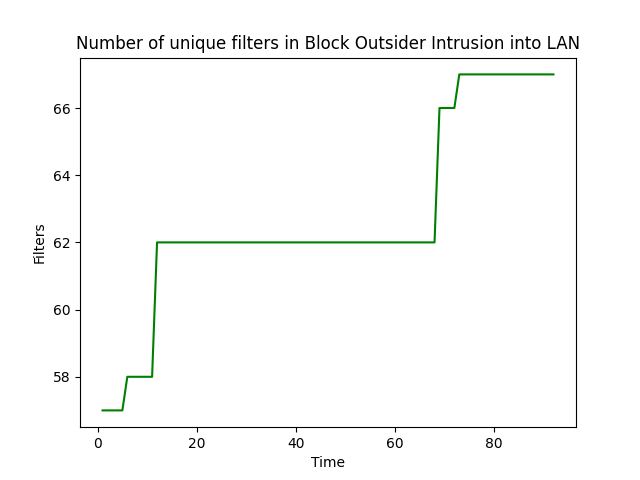 Number of unique filters in Block Outsider Intrusion into LAN
66
64
62
60
58
Filters
0 20 40 60 80
Time